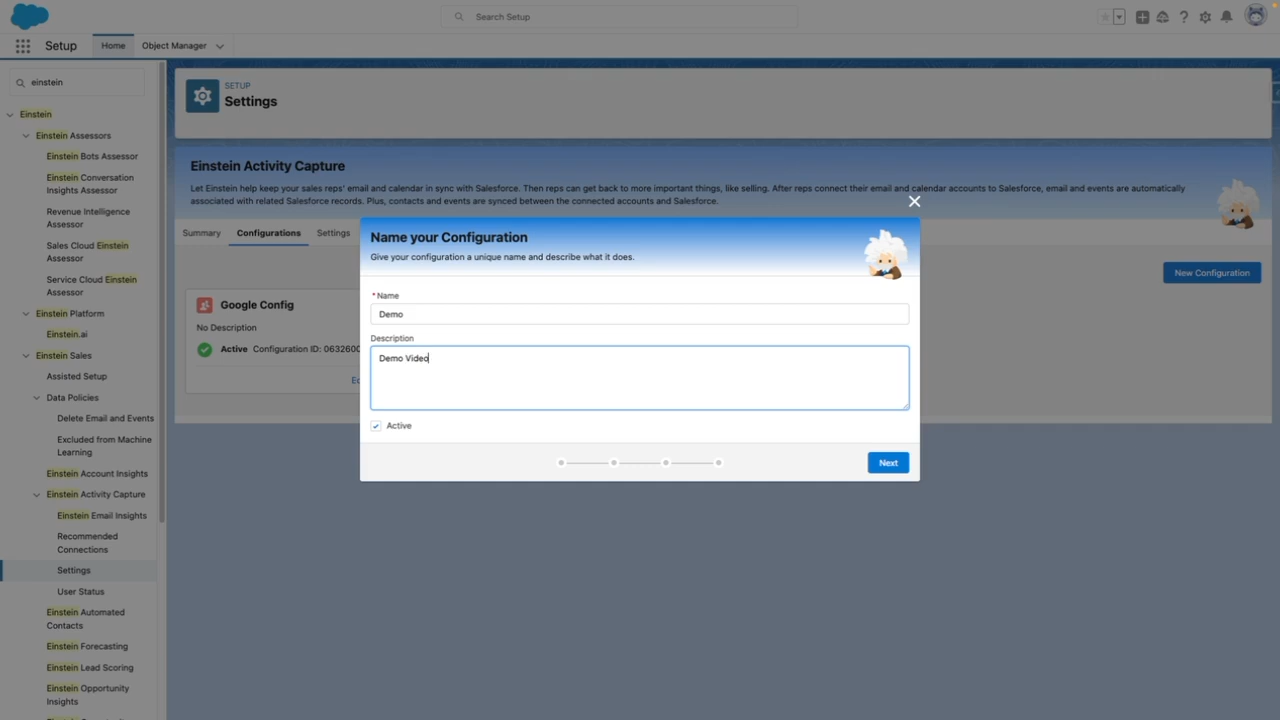 Search Setup
Setup
Home
Object Manager
einstein
Einstein
Einstein Assessors
Einstein Bots Assessor
Einstein Conversation
Insights Assessor
Revenue Intelligence
Assessor
Sales Cloud Einstein
Assessor
Service Cloud Einstein
Assessor
Einstein Platform
Einstein.ai
Einstein Sales
Assisted Setup
Data Policies
Delete Email and Events
Excluded from Machine
Learning
Einstein Account Insights
Einstein Activity Capture
Einstein Email Insights
Recommended
Connections
Settings
User Status
Einstein Automated
Contacts
Einstein Forecasting
Einstein Lead Scoring
Einstein Opportunity
Insights
SETUP
Settings
Einstein Activity Capture
Let Einstein help keep your sales reps' email and calendar in sync with Salesforce. Then reps can get back to more important things, like selling. After reps connect their email and calendar accounts to Salesforce, email and events are automatically
associated with related Salesforce records. Plus, contacts and events are synced between the connected accounts and Salesforce.
Summary
Configurations
Settings
New Configuration
Google Config
No Description
Active Configuration ID: 0632600
Name your Configuration
Give your configuration a unique name and describe what it does.
* Name
Demo
Description
Demo Video
Active
Next